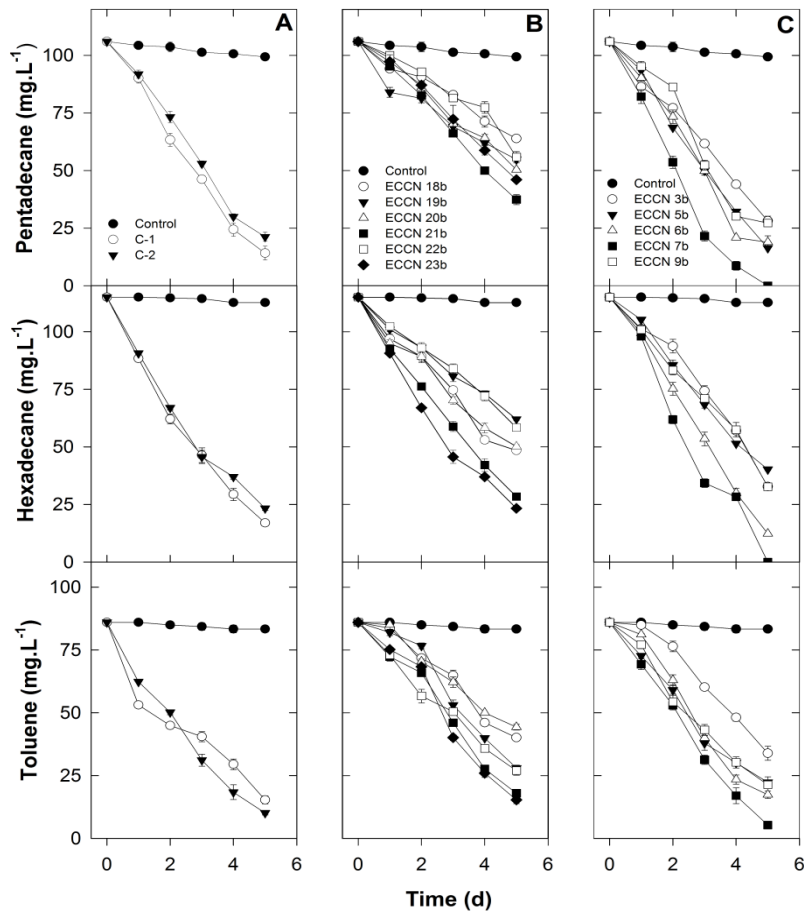 A
B
C
Pentadecane (mg.L-1)
100
75
50
25
0
Control
C-1
C-2
Control
ECCN 18b
ECCN 19b
ECCN 20b
ECCN 21b
ECCN 22b
ECCN 23b
Control
ECCN 3b
ECCN 5b
ECCN 6b
ECCN 7b
ECCN 9b
Hexadecane (mg.L-1)
100
75
50
25
0
Toluene (mg.L-1)
100
75
50
25
0
0 2 4 6
0 2 4 6
0 2 4 6
Time (d)